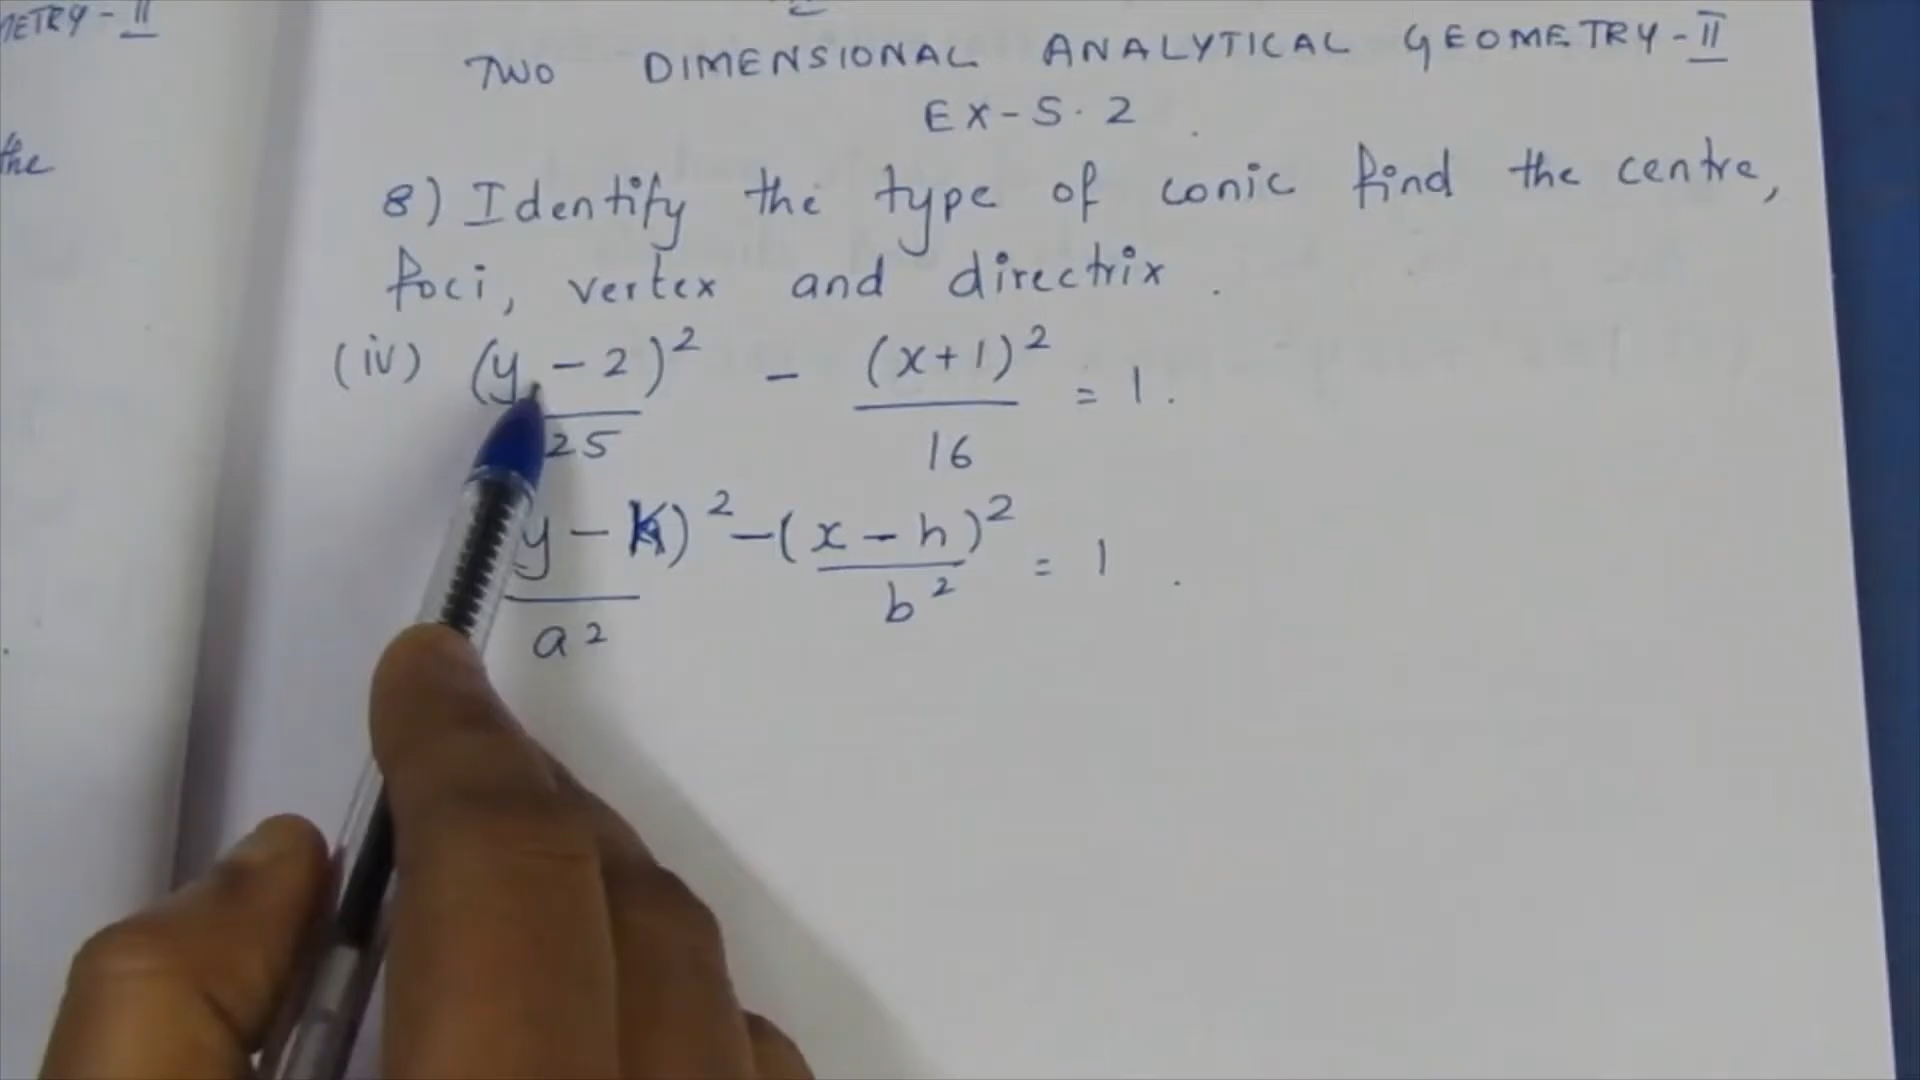 METRY - II
the
TWO DIMENSIONAL ANALYTICAL GEOMETRY - II
EX - 5.2
8) Identify the type of conic find the centre,
foci, vertex and directrix.
(iv) (y - 2)²/25 - (x+1)²/16 = 1.
y - k)²/a² - (x - h)²/b² = 1